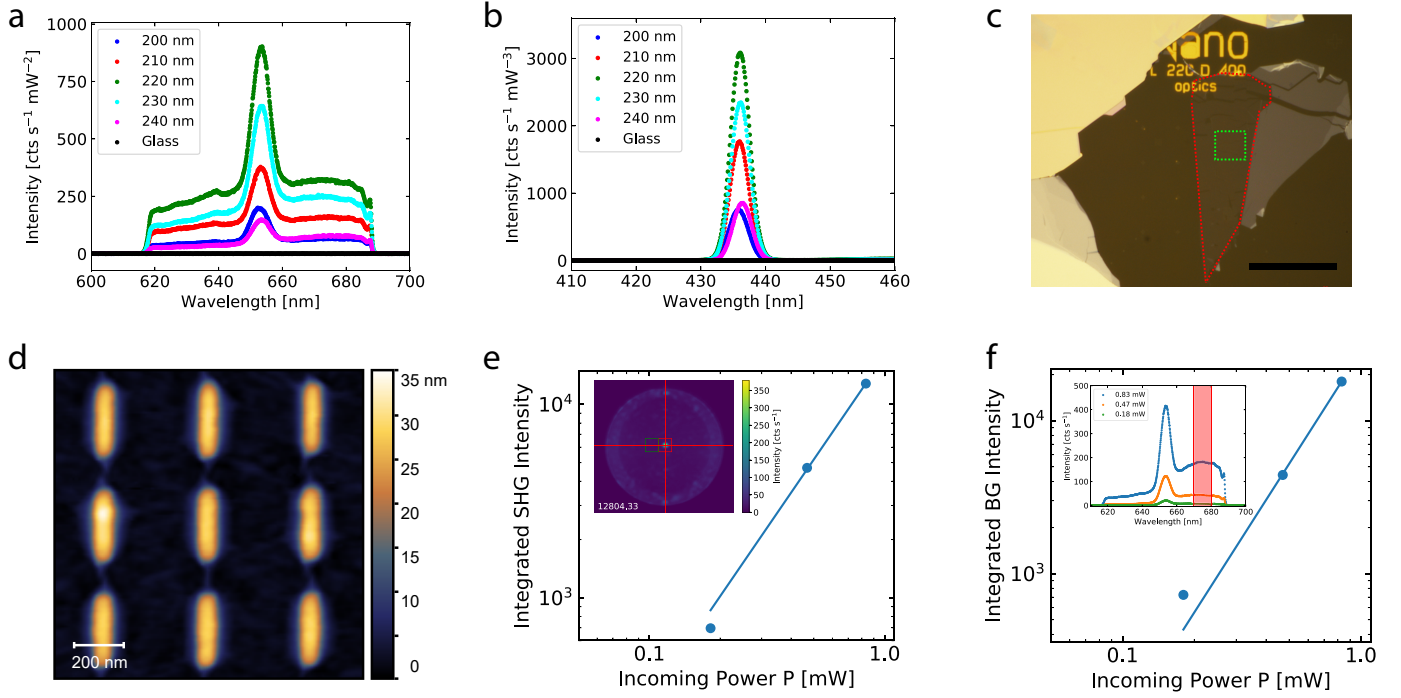 a
1000
750
500
250
0
600
620
640
660
680
700
Intensity [cts s⁻¹ mW⁻²]
Wavelength [nm]
200 nm
210 nm
220 nm
230 nm
240 nm
Glass
b
3000
2000
1000
0
410
420
430
440
450
460
Intensity [cts s⁻¹ mW⁻³]
Wavelength [nm]
200 nm
210 nm
220 nm
230 nm
240 nm
Glass
c
Nano
L 220 D 400
optics
d
200 nm
35 nm
30
25
20
15
10
5
0
e
10⁴
10³
0.1
1.0
Integrated SHG Intensity
Incoming Power P [mW]
12804,33
350
300
250
200
150
100
50
0
Intensity [cts s⁻¹]
f
10⁴
10³
0.1
1.0
Integrated BG Intensity
Incoming Power P [mW]
500
400
300
200
100
0
620
640
660
680
700
Intensity [cts s⁻¹]
Wavelength [nm]
0.83 mW
0.47 mW
0.18 mW